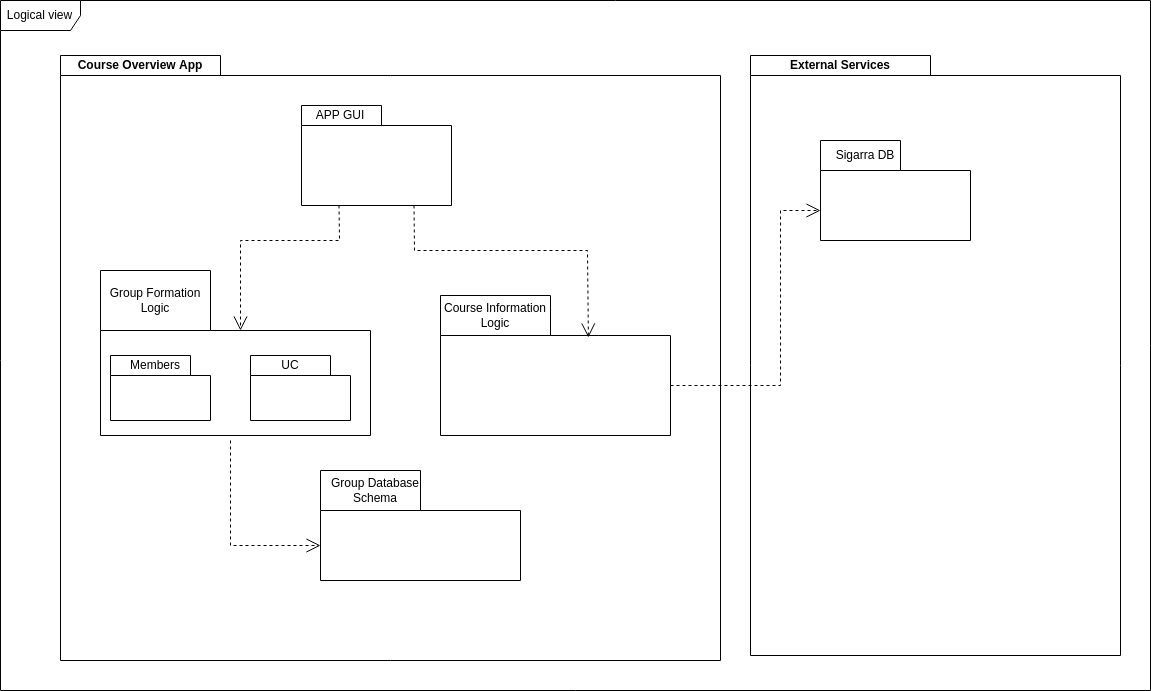 Logical view
Course Overview App
External Services
APP GUI
Sigarra DB
Group Formation
Logic
Course Information
Logic
Members
UC
Group Database
Schema